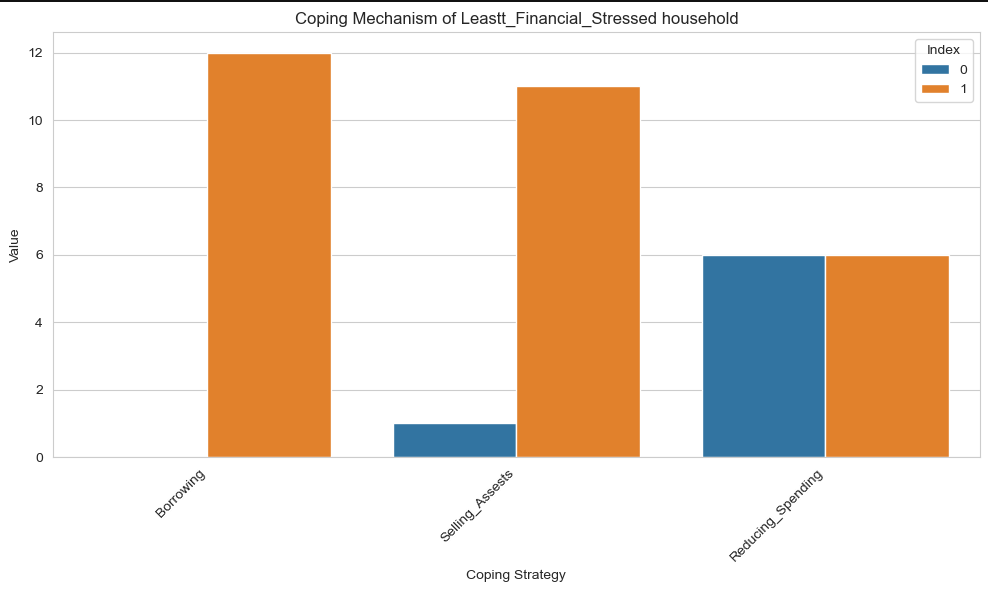 Coping Mechanism of Leastt_Financial_Stressed household
Index
0
1
Value
12
10
8
6
4
2
0
Borrowing
Selling_Assests
Reducing_Spending
Coping Strategy